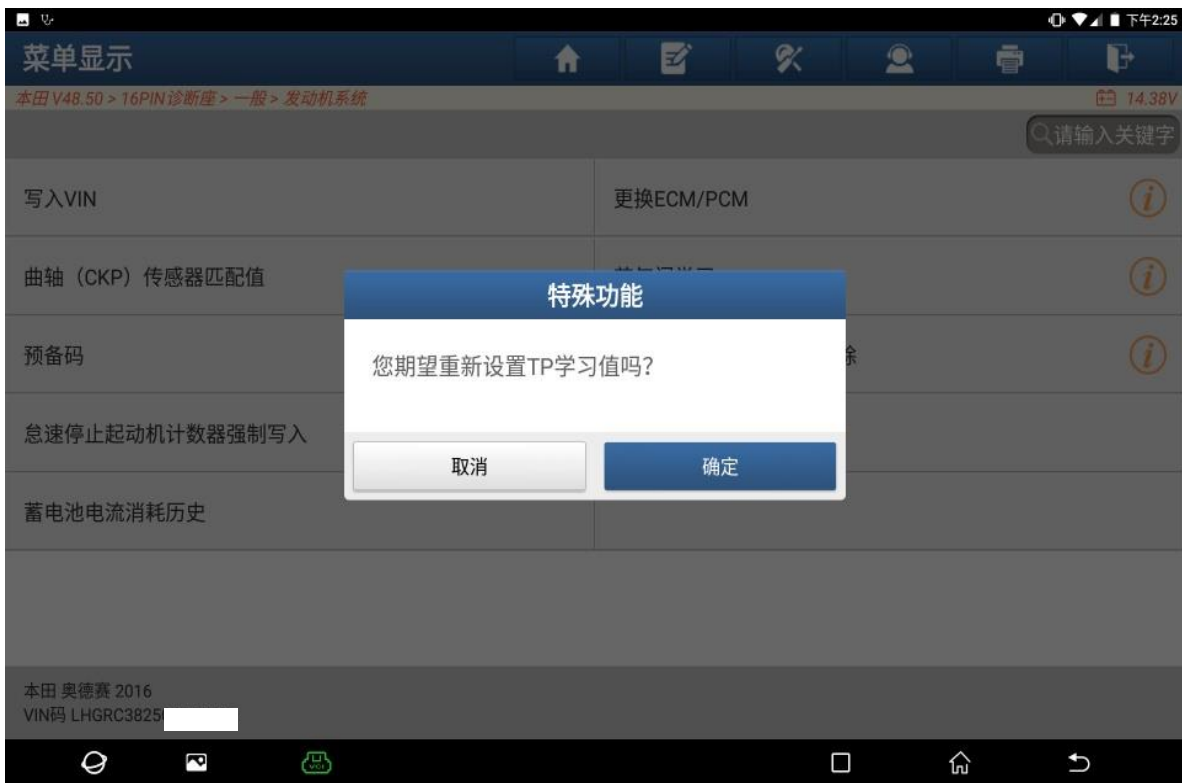 下午2:25
菜单显示
本田 V48.50 > 16PIN诊断座 > 一般 > 发动机系统
14.38V
请输入关键字
写入VIN
更换ECM/PCM
曲轴（CKP）传感器匹配值
特殊功能
预备码
您期望重新设置TP学习值吗?
除
怠速停止起动机计数器强制写入
取消
确定
蓄电池电流消耗历史
本田 奥德赛 2016
VIN码 LHGRC3825
VCI